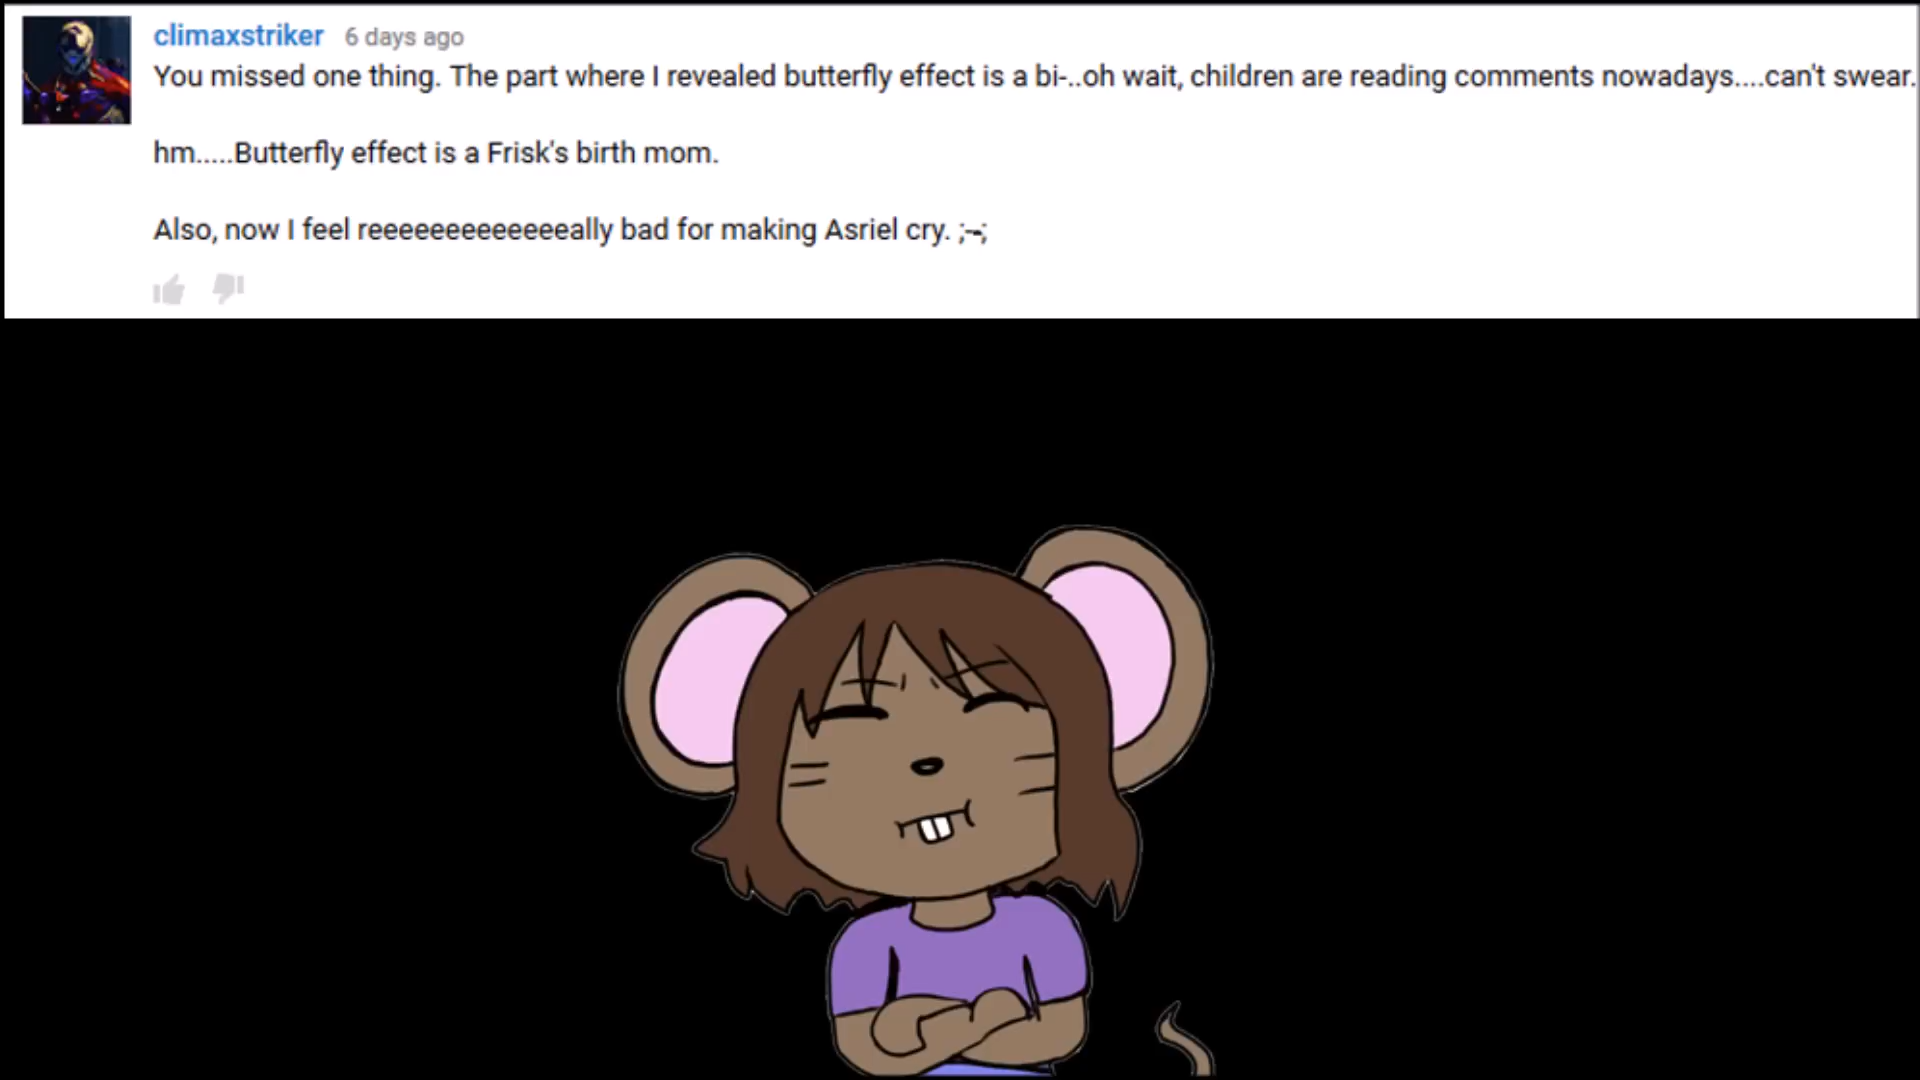 climaxstriker 6 days ago
You missed one thing. The part where I revealed butterfly effect is a bi-..oh wait, children are reading comments nowadays....can't swear.
hm.....Butterfly effect is a Frisk's birth mom.
Also, now I feel reeeeeeeeeeeeeally bad for making Asriel cry. ;-;